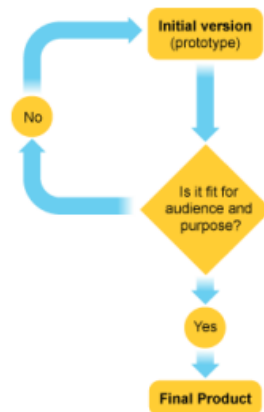 Initial version
(prototype)
No
Is it fit for
audience and
purpose?
Yes
Final Product